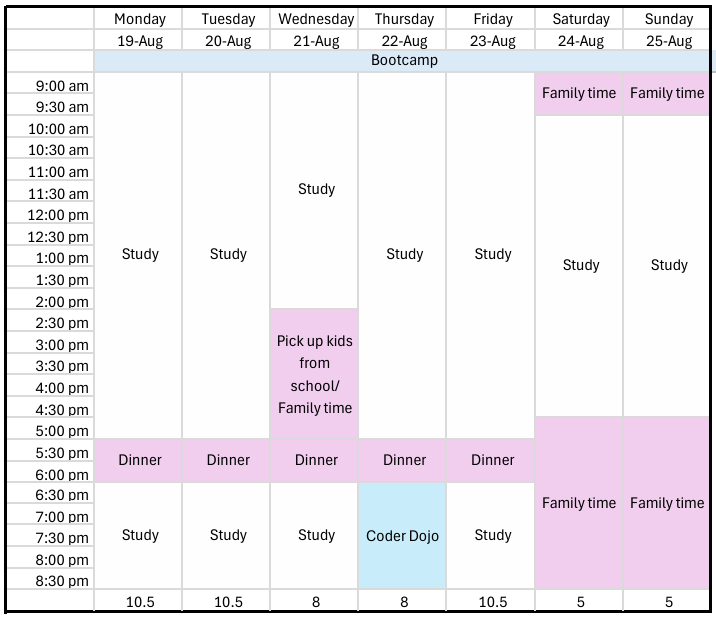 Monday Tuesday Wednesday Thursday Friday Saturday Sunday
19-Aug 20-Aug 21-Aug 22-Aug 23-Aug 24-Aug 25-Aug
Bootcamp
9:00 am Family time Family time
9:30 am
10:00 am
10:30 am
11:00 am
11:30 am Study
12:00 pm
12:30 pm
1:00 pm Study Study Study Study
Study Study
1:30 pm
2:00 pm
2:30 pm
3:00 pm Pick up kids
3:30 pm from
4:00 pm school/
4:30 pm Family time
5:00 pm
5:30 pm Dinner Dinner Dinner Dinner Dinner
6:00 pm
6:30 pm
7:00 pm Family time Family time
7:30 pm Study Study Study Coder Dojo Study
8:00 pm
8:30 pm
10.5 10.5 8 8 10.5 5 5